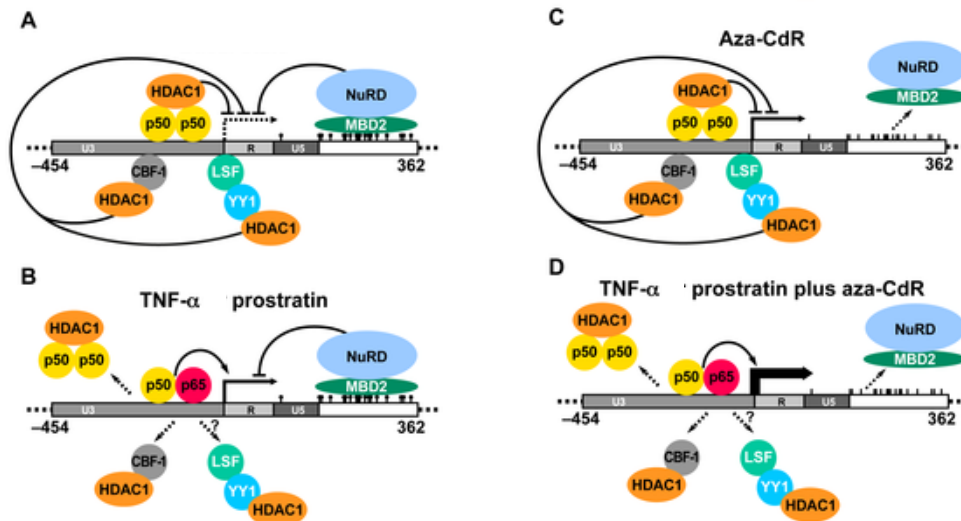 A
HDAC1
p50 p50
NuRD
MBD2
U3 R U5
–454 362
CBF-1 LSF
HDAC1 YY1
HDAC1
B
TNF-α prostratin
HDAC1
p50 p50
p50 p65
NuRD
MBD2
U3 R U5
–454 ? 362
CBF-1 LSF
HDAC1 YY1
HDAC1
C
Aza-CdR
HDAC1
p50 p50
NuRD
MBD2
U3 R U5
–454 362
CBF-1 LSF
HDAC1 YY1
HDAC1
D
TNF-α prostratin plus aza-CdR
HDAC1
p50 p50
p50 p65
NuRD
MBD2
U3 R U5
–454 ? 362
CBF-1 LSF
HDAC1 YY1
HDAC1